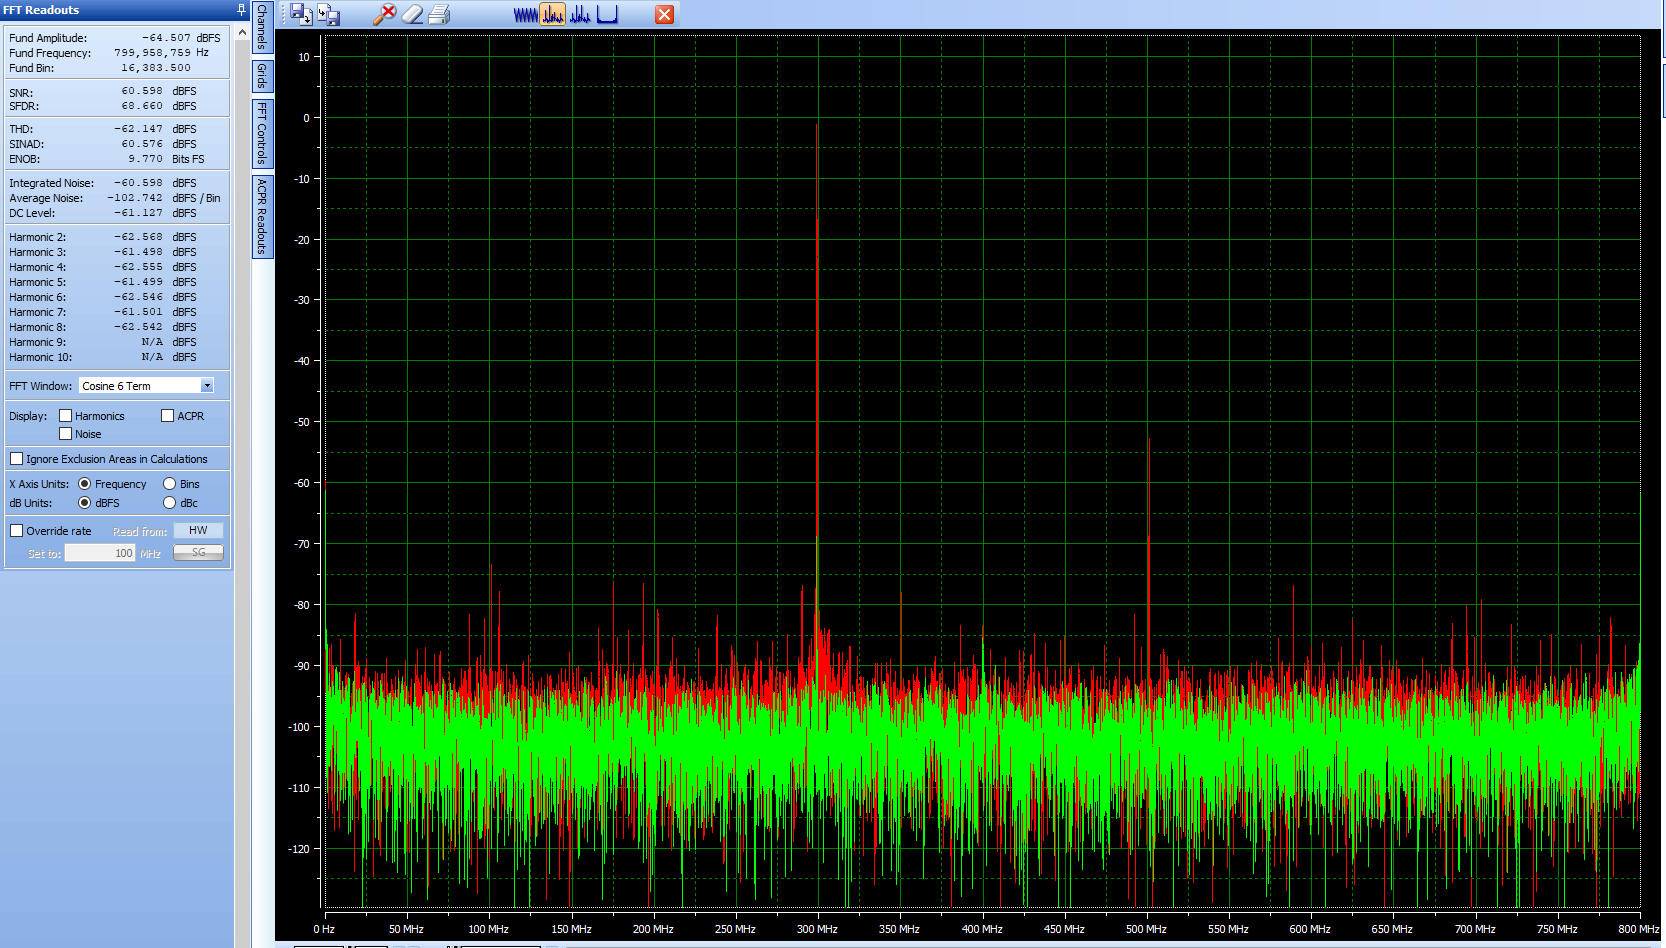 FFT Readouts
Fund Amplitude: -64.507 dBFS
Fund Frequency: 799,958,759 Hz
Fund Bin: 16,383.500
SNR: 60.598 dBFS
SFDR: 68.660 dBFS
THD: -62.147 dBFS
SINAD: 60.576 dBFS
ENOB: 9.770 Bits FS
Integrated Noise: -60.598 dBFS
Average Noise: -102.742 dBFS / Bin
DC Level: -61.127 dBFS
Harmonic 2: -62.568 dBFS
Harmonic 3: -61.498 dBFS
Harmonic 4: -62.555 dBFS
Harmonic 5: -61.499 dBFS
Harmonic 6: -62.546 dBFS
Harmonic 7: -61.501 dBFS
Harmonic 8: -62.542 dBFS
Harmonic 9: N/A dBFS
Harmonic 10: N/A dBFS
FFT Window: Cosine 6 Term
Display: Harmonics ACPR
Noise
Ignore Exclusion Areas in Calculations
X Axis Units: Frequency Bins
dB Units: dBFS dBc
Override rate Read from: HW
Set to: 100 MHz SG
Channels
Grids
FFT Controls
ACPR Readouts
10
0
-10
-20
-30
-40
-50
-60
-70
-80
-90
-100
-110
-120
0 Hz 50 MHz 100 MHz 150 MHz 200 MHz 250 MHz 300 MHz 350 MHz 400 MHz 450 MHz 500 MHz 550 MHz 600 MHz 650 MHz 700 MHz 750 MHz 800 MHz